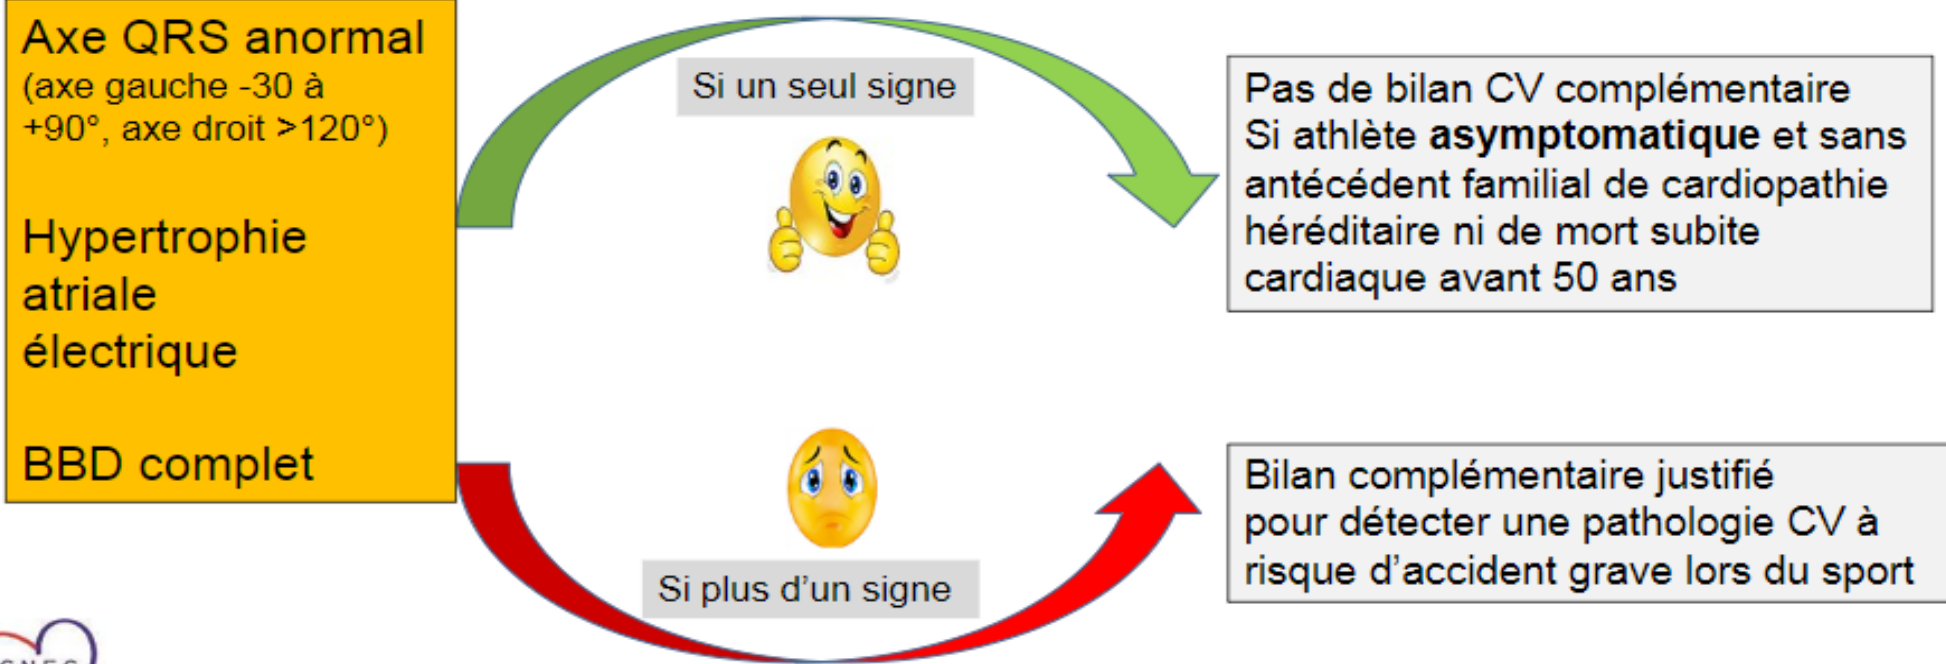 Axe QRS anormal
(axe gauche -30 à
+90°, axe droit >120°)
Hypertrophie
atriale
électrique
BBD complet
Si un seul signe
Si plus d'un signe
Pas de bilan CV complémentaire
Si athlète asymptomatique et sans
antécédent familial de cardiopathie
héréditaire ni de mort subite
cardiaque avant 50 ans
Bilan complémentaire justifié
pour détecter une pathologie CV à
risque d'accident grave lors du sport